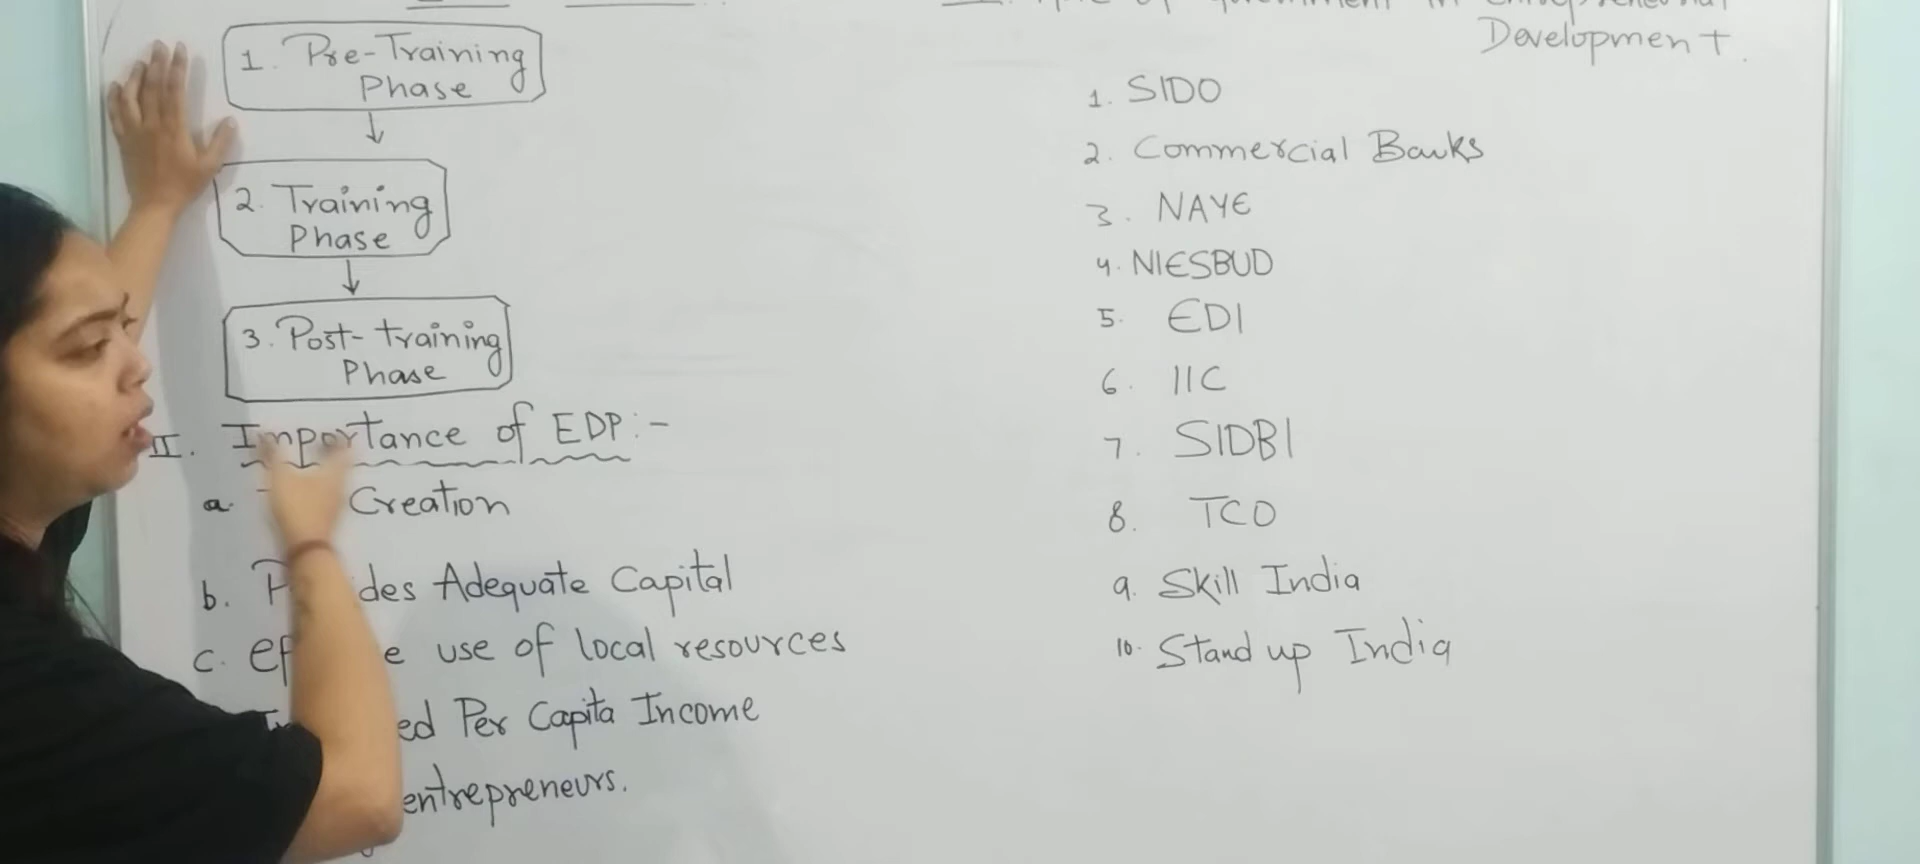 1. Pre-Training
Phase
2. Training
Phase
3. Post-training
Phase
II. Importance of EDP:-
a. Creation
b. Adequate Capital
c. use of local resources
Per Capita Income
entrepreneurs.
Development.
1. SIDO
2. Commercial Banks
3. NAYE
4. NIESBUD
5. EDI
6. IIC
7. SIDBI
8. TCO
9. Skill India
10. Stand up India